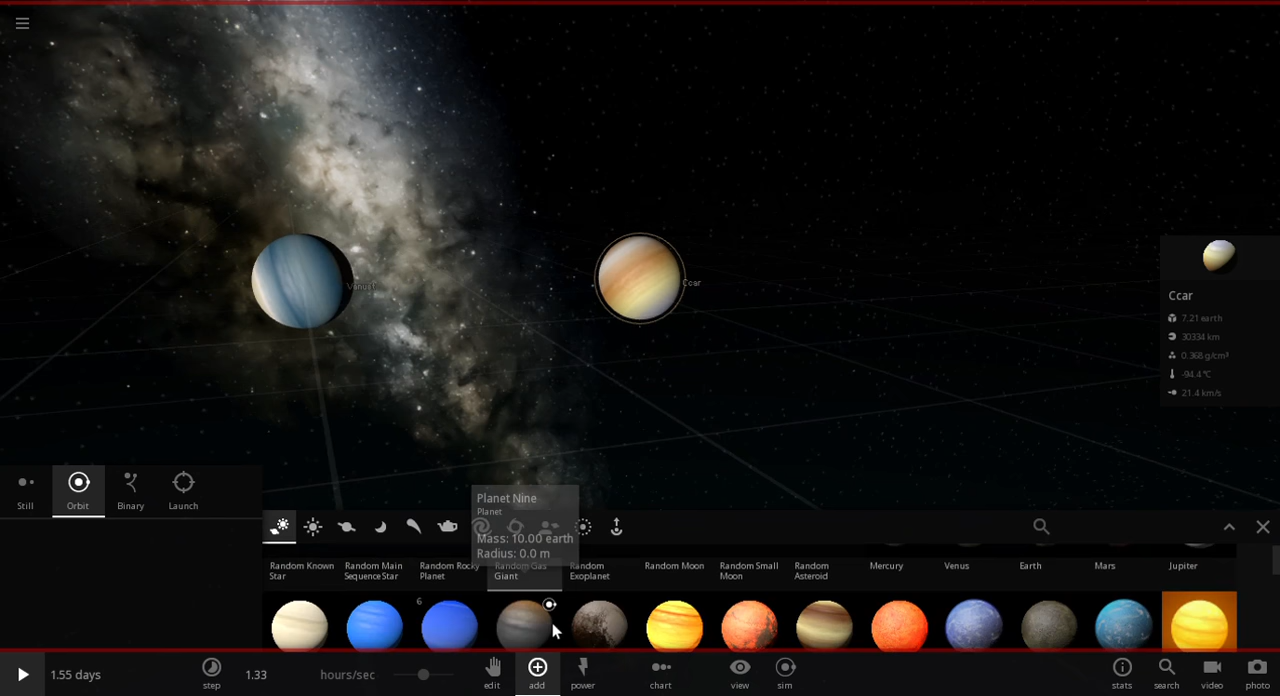 Vanust
Ccar
Ccar
7.21 earth
30334 km
0.368 g/cm³
-94.4 °C
21.4 km/s
Still
Orbit
Binary
Launch
Planet Nine
Planet
Mass: 10.00 earth
Radius: 0.0 m
Random Known
Star
Random Main
Sequence Star
Random Rocky
Planet
Random Gas
Giant
Random
Exoplanet
Random Moon
Random Small
Moon
Random
Asteroid
Mercury
Venus
Earth
Mars
Jupiter
6
1.55 days
step
1.33
hours/sec
edit
add
power
chart
view
sim
stats
search
video
photo